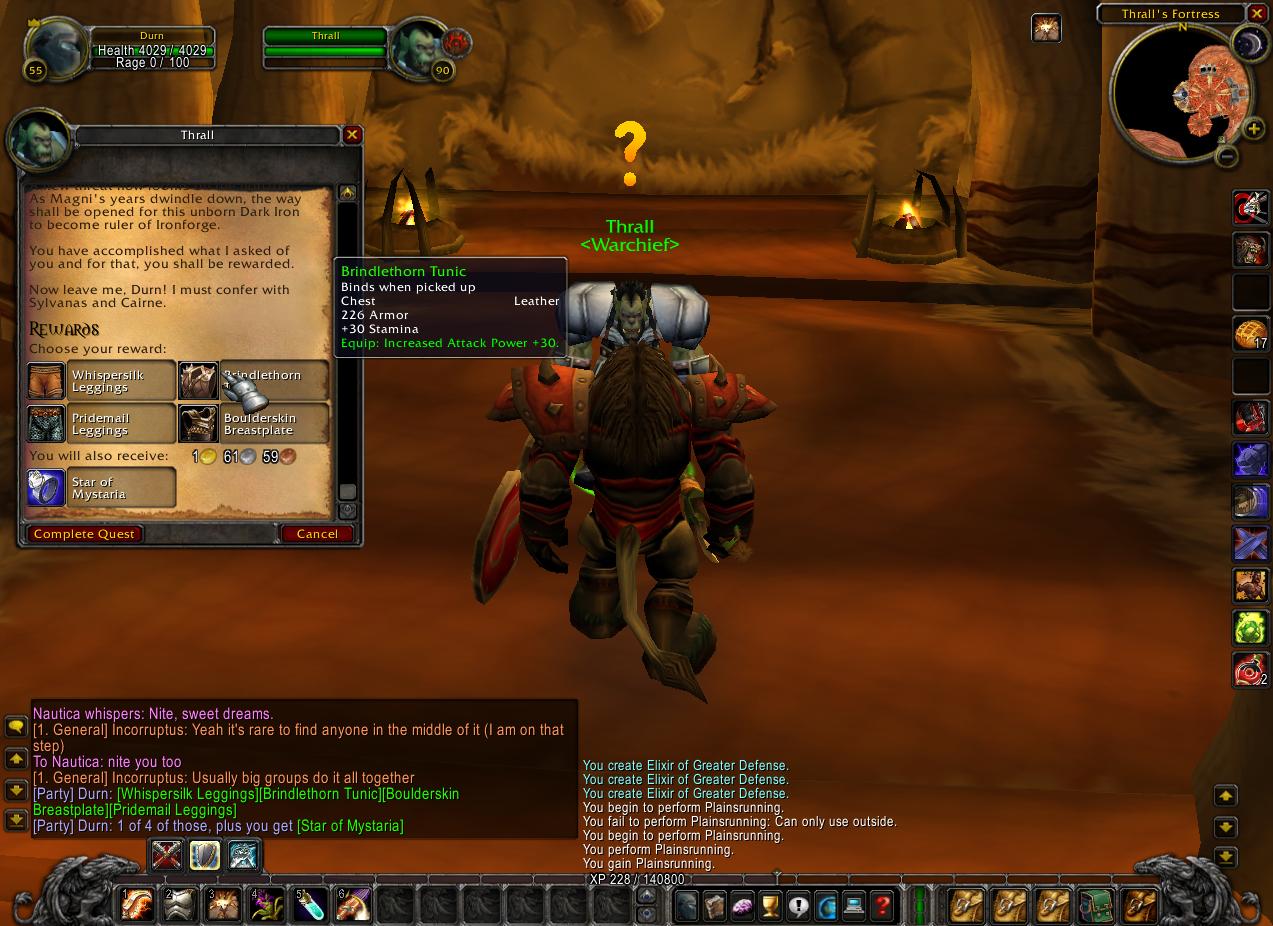 Durn
Health 4029 / 4029
Rage 0 / 100
55
Thrall
90
Thrall's Fortress
N
Thrall
As Magni's years dwindle down, the way
shall be opened for this unborn Dark Iron
to become ruler of Ironforge.
You have accomplished what I asked of
you and for that, you shall be rewarded.
Now leave me, Durn! I must confer with
Sylvanas and Cairne.
Rewards
Choose your reward:
Whispersilk
Leggings
Brindlethorn
Pridemail
Leggings
Boulderskin
Breastplate
You will also receive: 1 61 59
Star of
Mystaria
Complete Quest
Cancel
Brindlethorn Tunic
Binds when picked up
Chest Leather
226 Armor
+30 Stamina
Equip: Increased Attack Power +30.
?
Thrall
<Warchief>
17
2
Nautica whispers: Nite, sweet dreams.
[1. General] Incorruptus: Yeah it's rare to find anyone in the middle of it (I am on that
step)
To Nautica: nite you too
[1. General] Incorruptus: Usually big groups do it all together
[Party] Durn: [Whispersilk Leggings][Brindlethorn Tunic][Boulderskin
Breastplate][Pridemail Leggings]
[Party] Durn: 1 of 4 of those, plus you get [Star of Mystaria]
You create Elixir of Greater Defense.
You create Elixir of Greater Defense.
You create Elixir of Greater Defense.
You begin to perform Plainsrunning.
You fail to perform Plainsrunning: Can only use outside.
You begin to perform Plainsrunning.
You perform Plainsrunning.
You gain Plainsrunning.
XP 228 / 140800
1 2 3 4 5 6